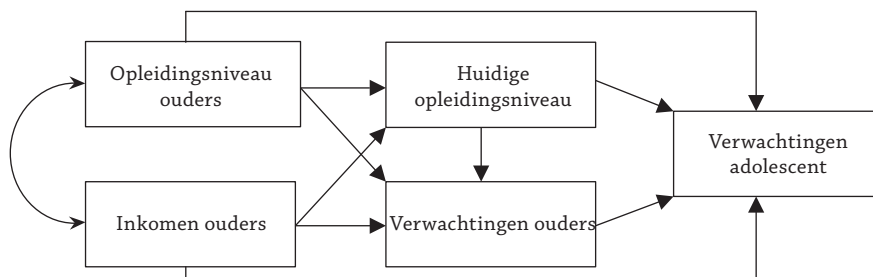 Opleidingsniveau
ouders
Huidige
opleidingsniveau
Verwachtingen
adolescent
Inkomen ouders
Verwachtingen ouders